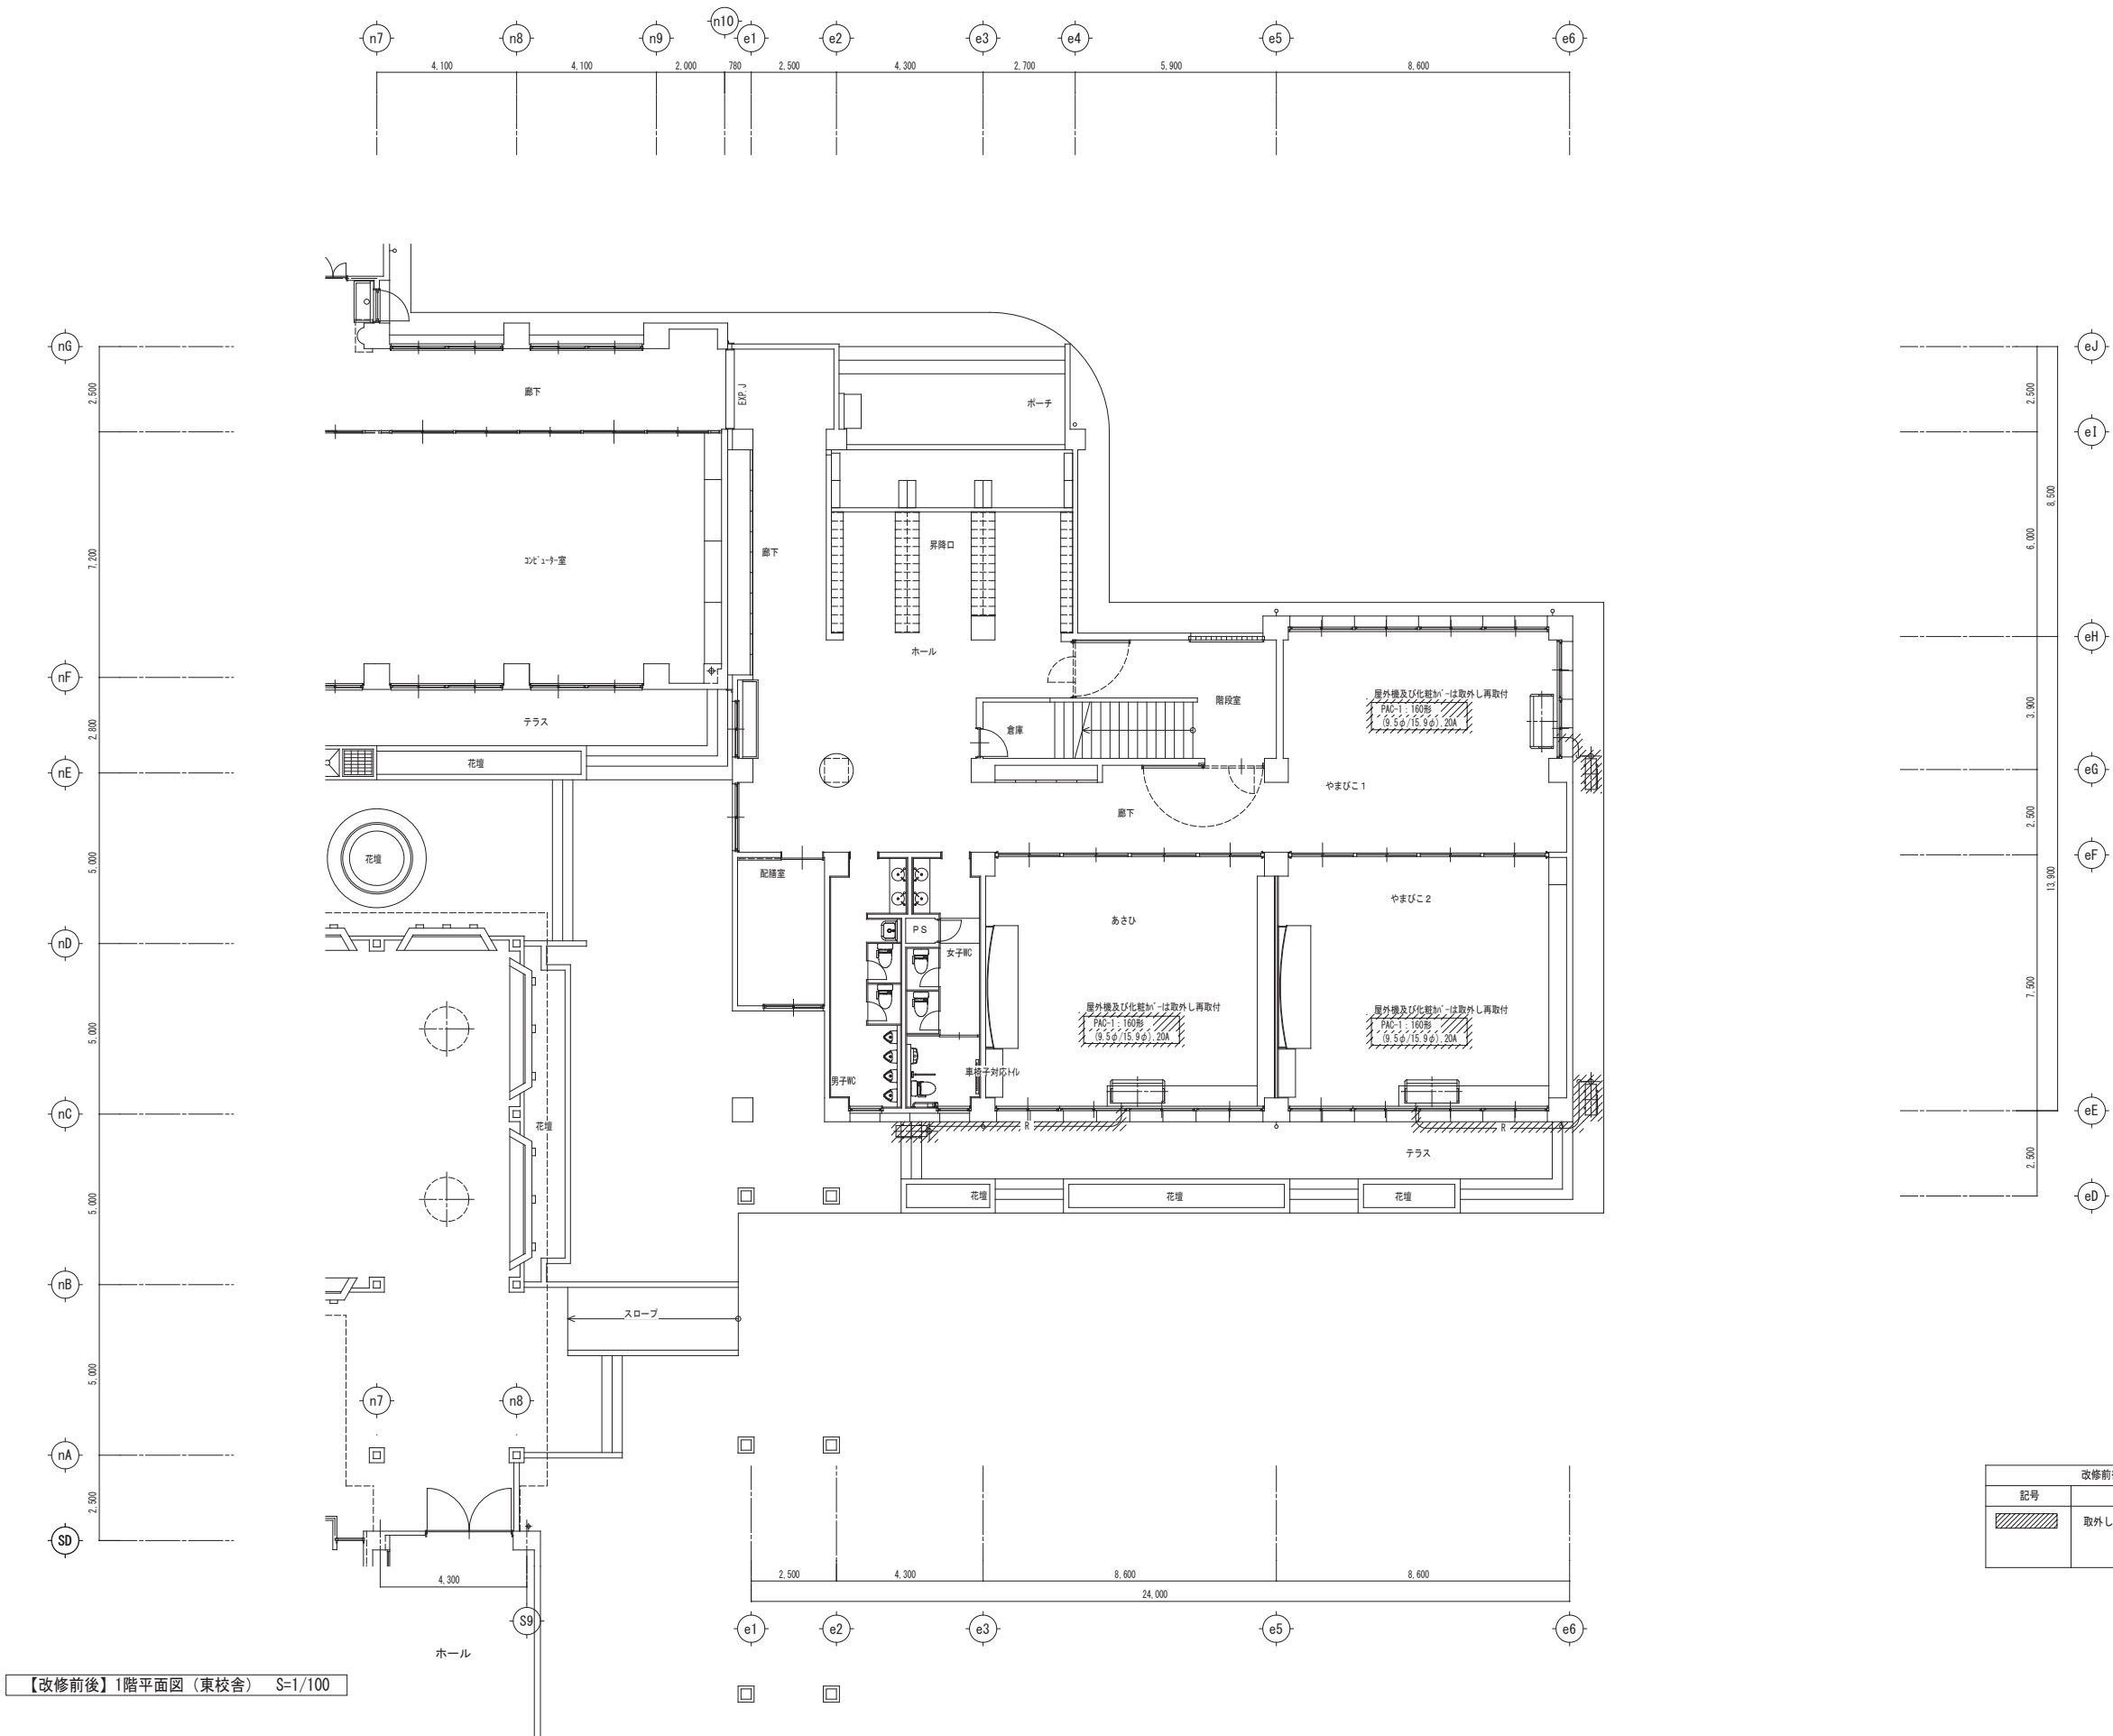 n7 n8 n9 n10 e1 e2 e3 e4 e5 e6
4,100 4,100 2,000 780 2,500 4,300 2,700 5,900 8,600
nG
eJ
2,500
廊下
EXP.J
ポーチ
2,500
eI
7,200
コンピューター室
廊下
昇降口
8,500
6,000
ホール
eH
nF
2,800
テラス
倉庫
階段室
屋外機及び化粧カバーは取外し再取付
PAC-1：160形
(9.5φ/15.9φ),20A
3,900
花壇
nE
eG
やまびこ１
廊下
2,500
5,000
花壇
配膳室
eF
13,900
あさひ
やまびこ２
ＰＳ
nD
女子WC
7,500
5,000
屋外機及び化粧カバーは取外し再取付
PAC-1：160形
(9.5φ/15.9φ),20A
屋外機及び化粧カバーは取外し再取付
PAC-1：160形
(9.5φ/15.9φ),20A
男子WC
車椅子対応トイレ
nC
eE
花壇
R
R
テラス
2,500
5,000
花壇
花壇
花壇
eD
nB
スロープ
5,000
n7 n8
nA
2,500
改修前
記号
取外し
SD
4,300
2,500 4,300 8,600 8,600
24,000
S9
e1 e2 e3 e5 e6
ホール
【改修前後】1階平面図（東校舎） S=1/100